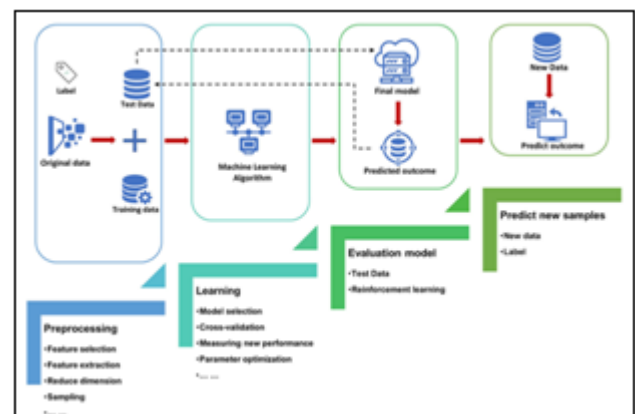 Label
Test Data
Original data
Training data
Machine Learning
Algorithm
Final model
Predicted outcome
New Data
Predict outcome
Predict new samples
•New data
•Label
Evaluation model
•Test Data
•Reinforcement learning
Learning
•Model selection
•Cross-validation
•Measuring new performance
•Parameter optimization
•... ...
Preprocessing
•Feature selection
•Feature extraction
•Reduce dimension
•Sampling